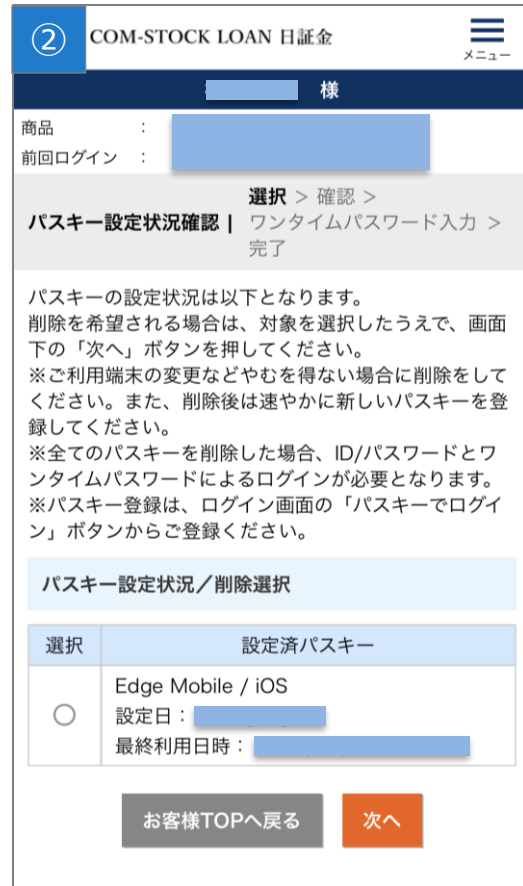 ②
COM-STOCK LOAN 日証金
メニュー
様
商品 :
前回ログイン :
選択 > 確認 >
パスキー設定状況確認 | ワンタイムパスワード入力 >
完了
パスキーの設定状況は以下となります。
削除を希望される場合は、対象を選択したうえで、画面
下の「次へ」ボタンを押してください。
※ご利用端末の変更などやむを得ない場合に削除をして
ください。また、削除後は速やかに新しいパスキーを登
録してください。
※全てのパスキーを削除した場合、ID/パスワードとワ
ンタイムパスワードによるログインが必要となります。
※パスキー登録は、ログイン画面の「パスキーでログイ
ン」ボタンからご登録ください。
パスキー設定状況／削除選択
選択 設定済パスキー
Edge Mobile / iOS
設定日：
最終利用日時：
お客様TOPへ戻る 次へ